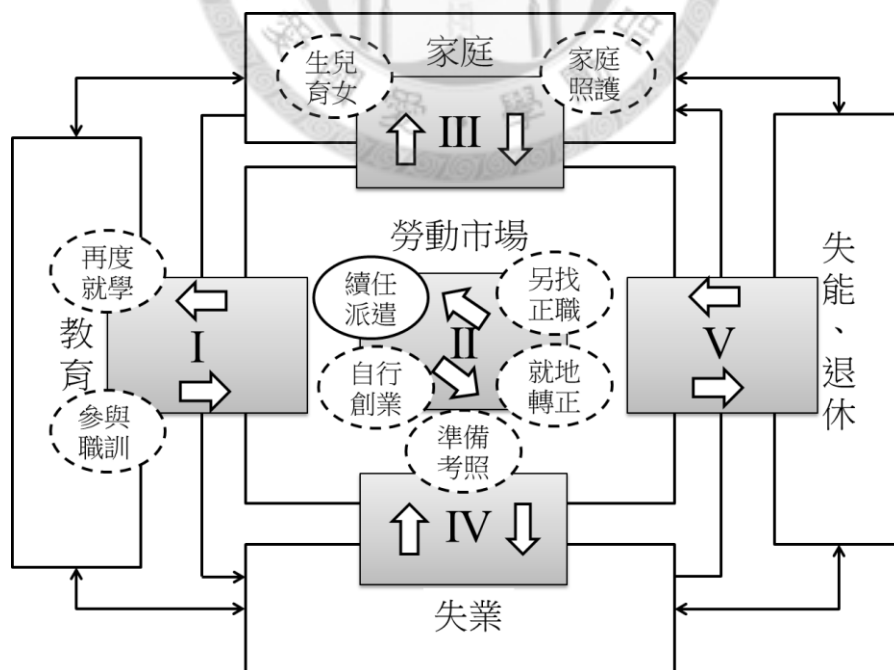 家庭
生兒
育女
家庭
照護
III
勞動市場
再度
就學
教育
參與
職訓
I
續任
派遣
另找
正職
II
自行
創業
就地
轉正
準備
考照
V
失能、退休
IV
失業